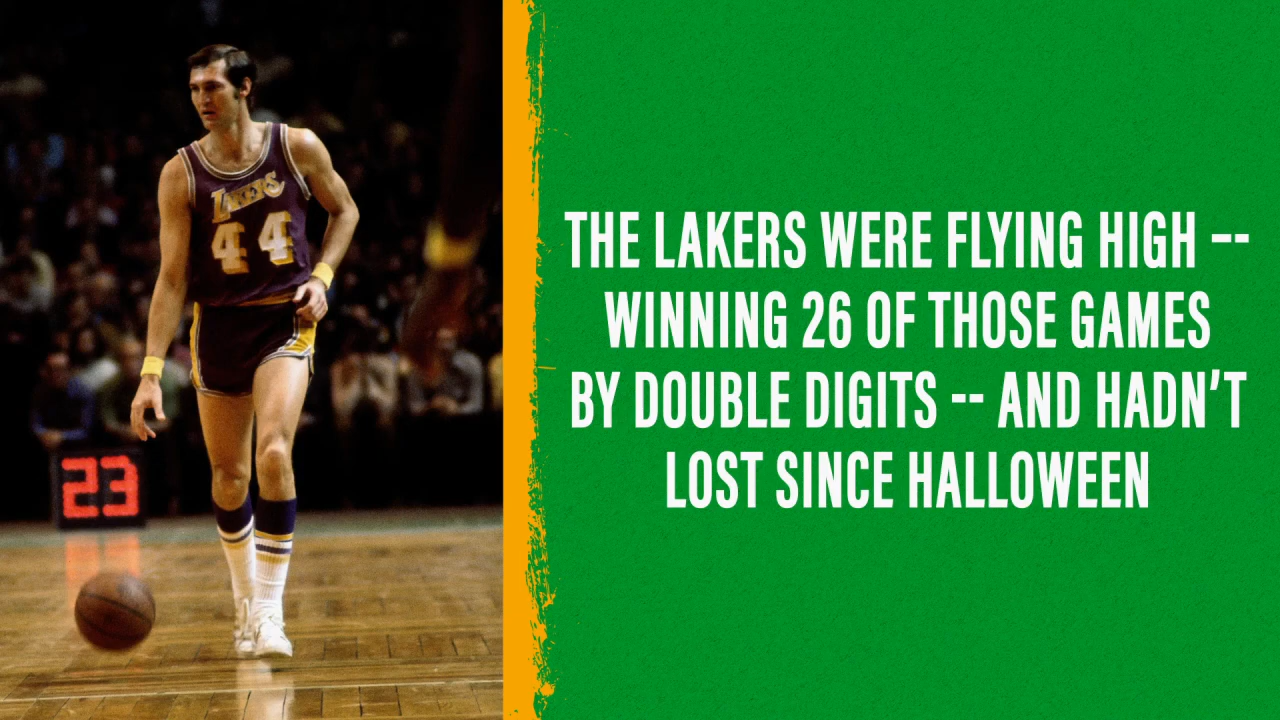 LAKERS
44
23
THE LAKERS WERE FLYING HIGH --
WINNING 26 OF THOSE GAMES
BY DOUBLE DIGITS -- AND HADN'T
LOST SINCE HALLOWEEN